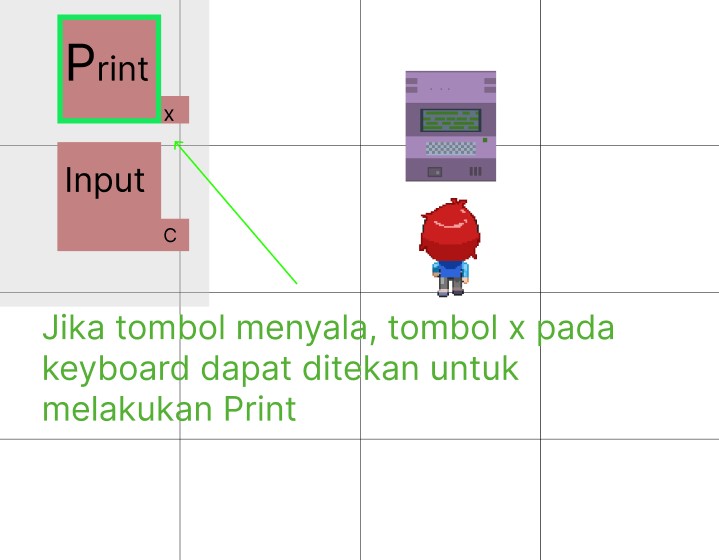 Print
x
Input
C
Jika tombol menyala, tombol x pada
keyboard dapat ditekan untuk
melakukan Print